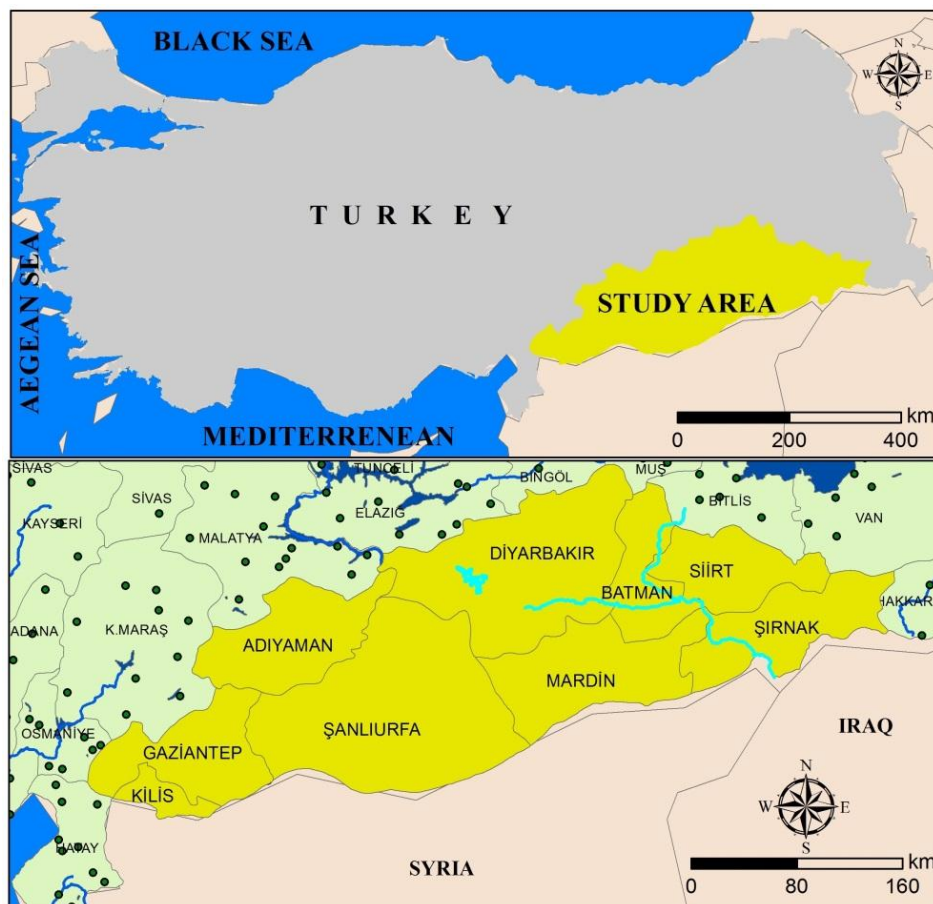 BLACK SEA
N
W E
S
T U R K E Y
AEGEAN SEA
STUDY AREA
MEDITERRENEAN
km
0 200 400
SİVAS
TUNCELİ
BİNGÖL
MUŞ
SİVAS
BİTLİS
KAYSERİ
ELAZIĞ
VAN
MALATYA
DİYARBAKIR
SİİRT
BATMAN
HAKKAR
ADANA
K.MARAŞ
ŞIRNAK
ADIYAMAN
MARDİN
OSMANİYE
ŞANLIURFA
IRAQ
GAZİANTEP
KİLİS
N
W E
S
HATAY
SYRIA
km
0 80 160